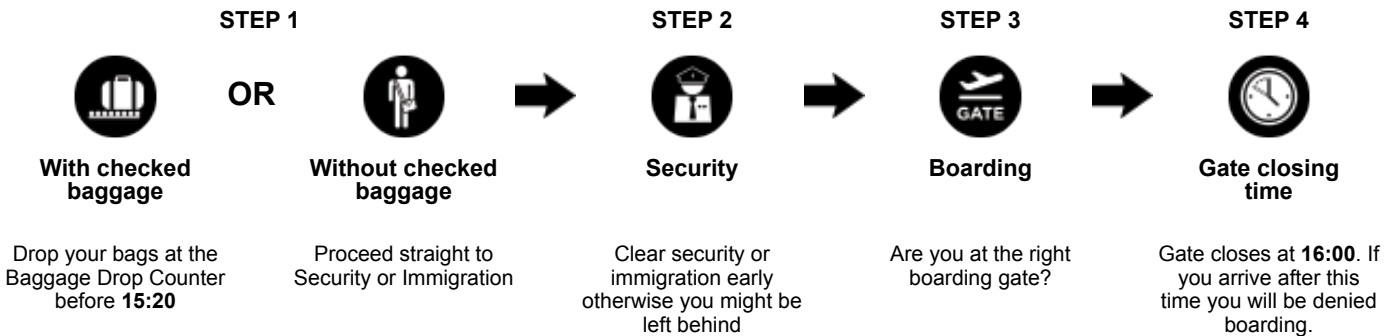 STEP 1
STEP 2
STEP 3
STEP 4
OR
GATE
With checked
baggage
Without checked
baggage
Security
Boarding
Gate closing
time
Drop your bags at the
Baggage Drop Counter
before 15:20
Proceed straight to
Security or Immigration
Clear security or
immigration early
otherwise you might be
left behind
Are you at the right
boarding gate?
Gate closes at 16:00. If
you arrive after this
time you will be denied
boarding.